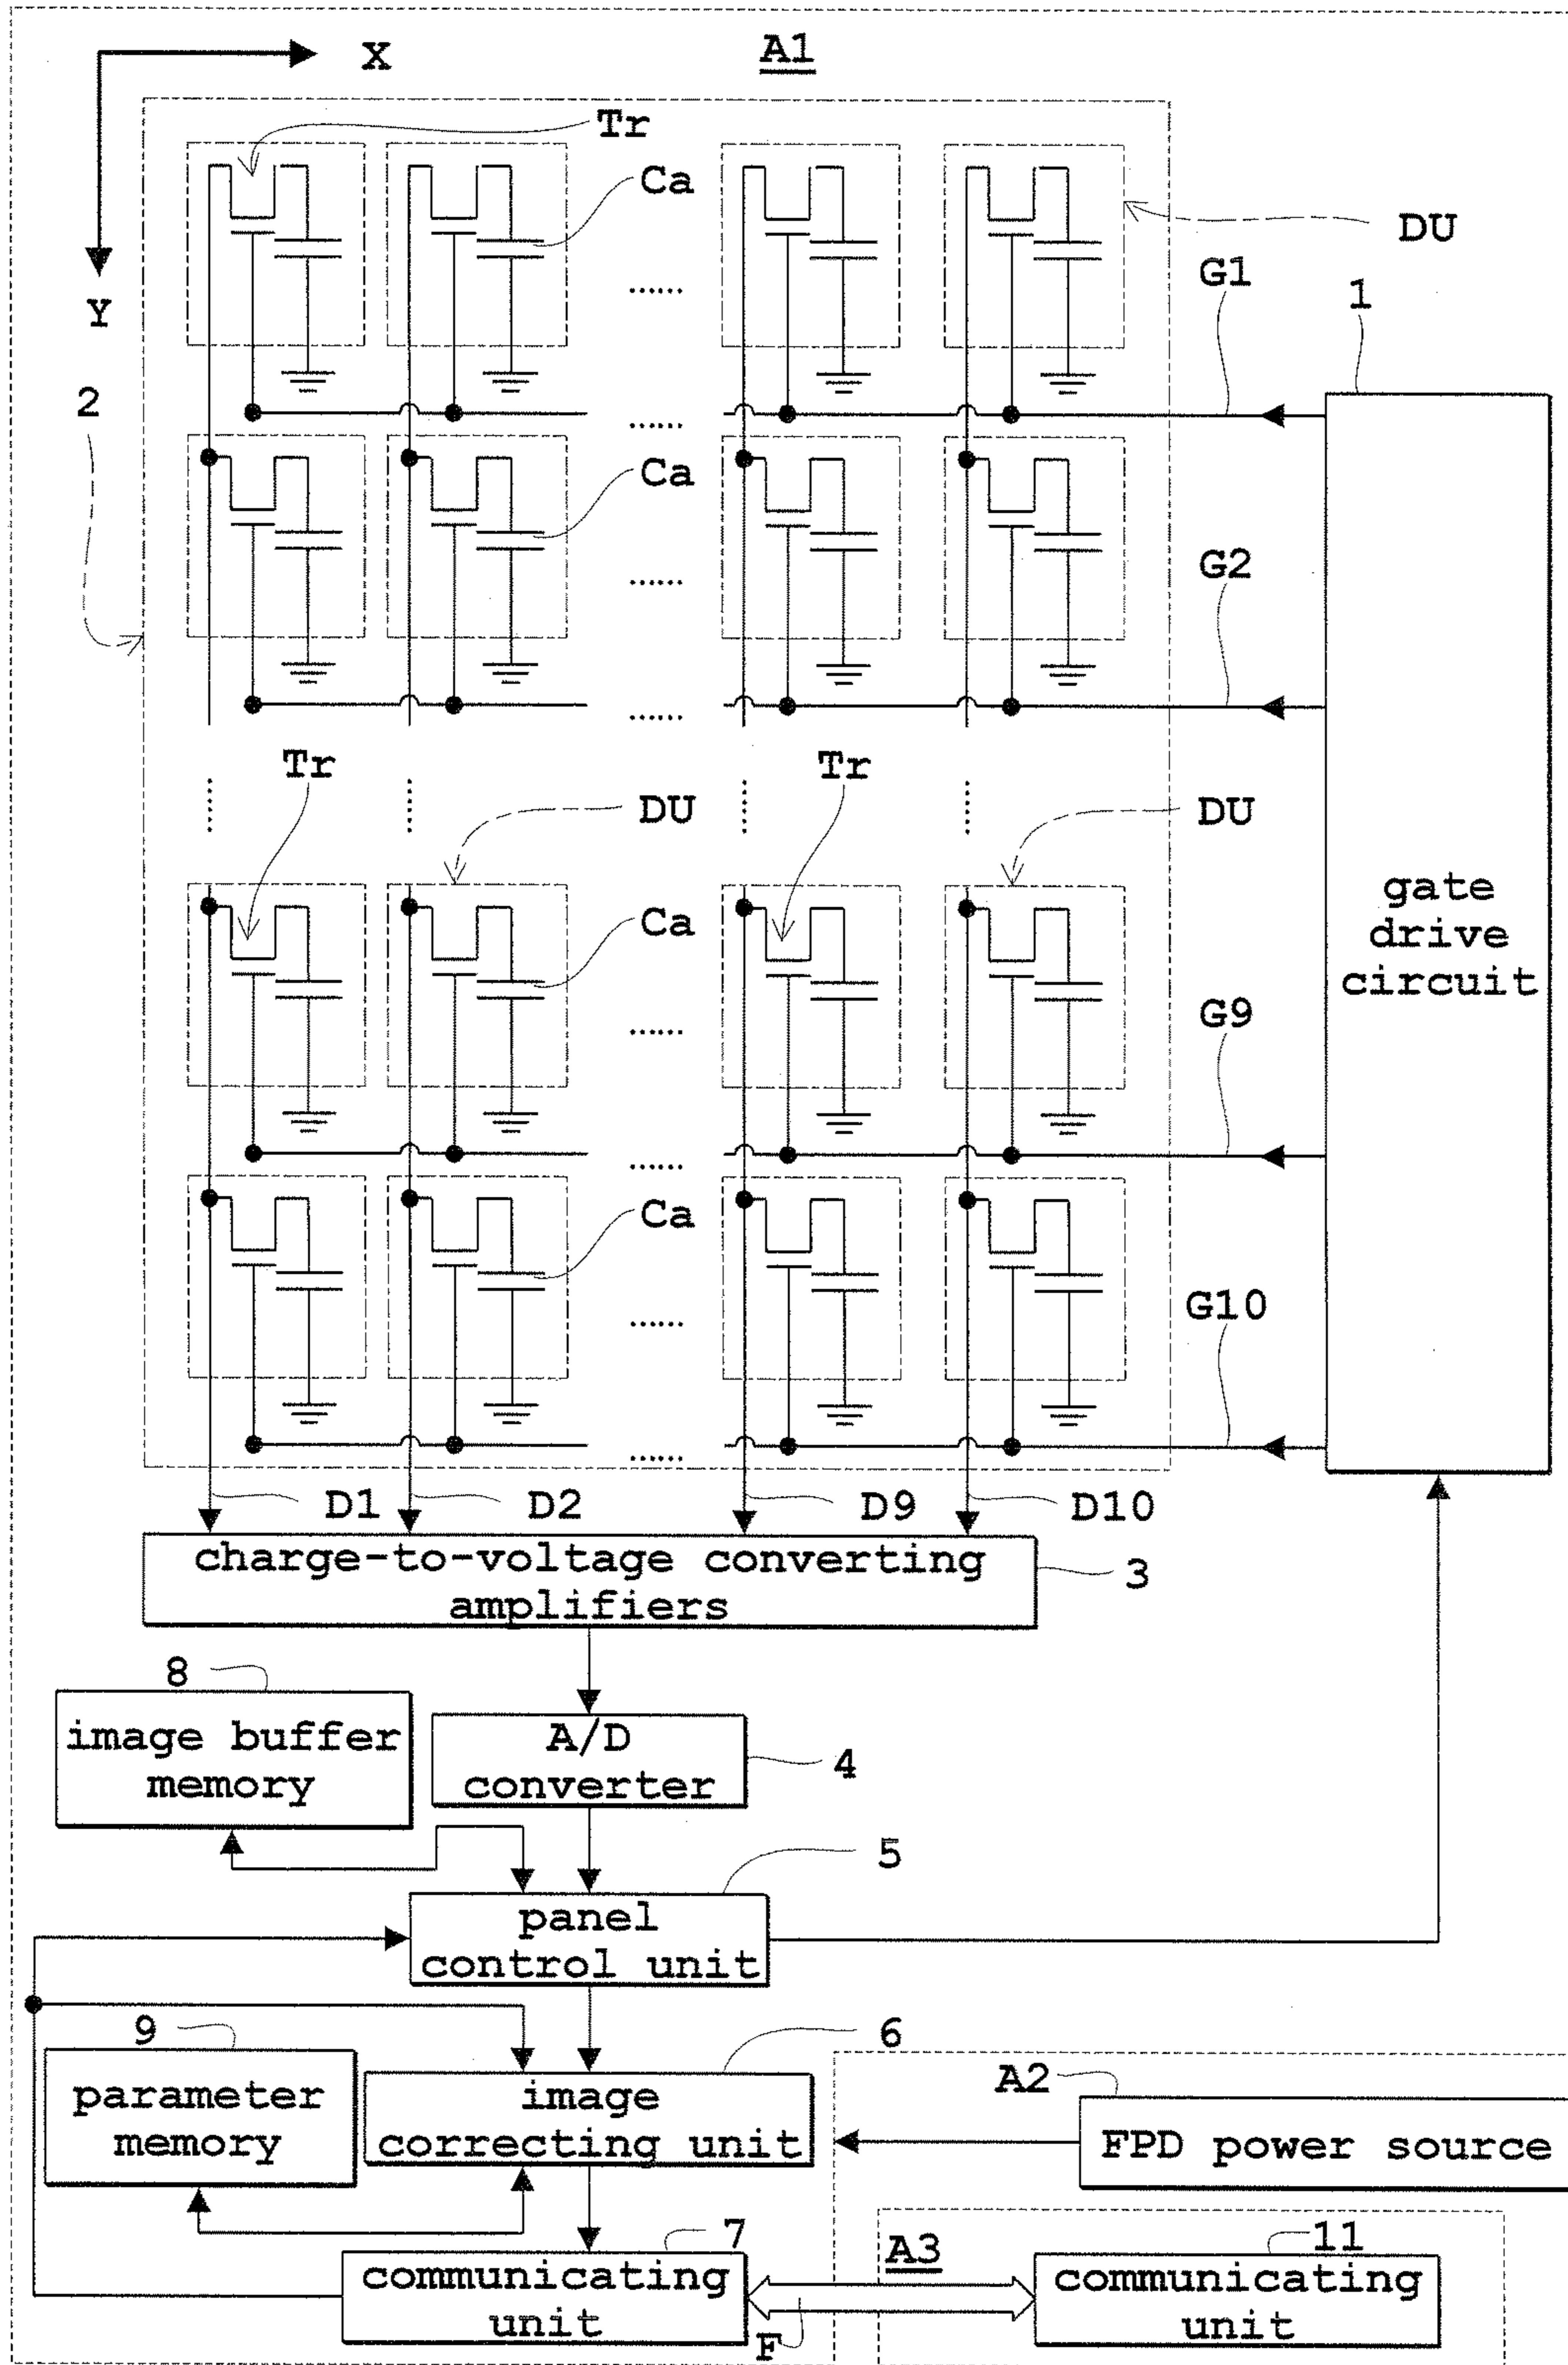 X
A1
Tr
Ca
DU
Y
G1
1
......
2
......
Ca
G2
......
......
Tr
DU
Tr
DU
gate
drive
circuit
Ca
G9
......
......
Ca
G10
......
......
D1
D2
D9
D10
charge-to-voltage converting
amplifiers
3
8
image buffer
memory
A/D
converter
4
5
panel
control unit
9
6
parameter
memory
image
correcting unit
A2
FPD power source
7
communicating
unit
F
A3
11
communicating
unit